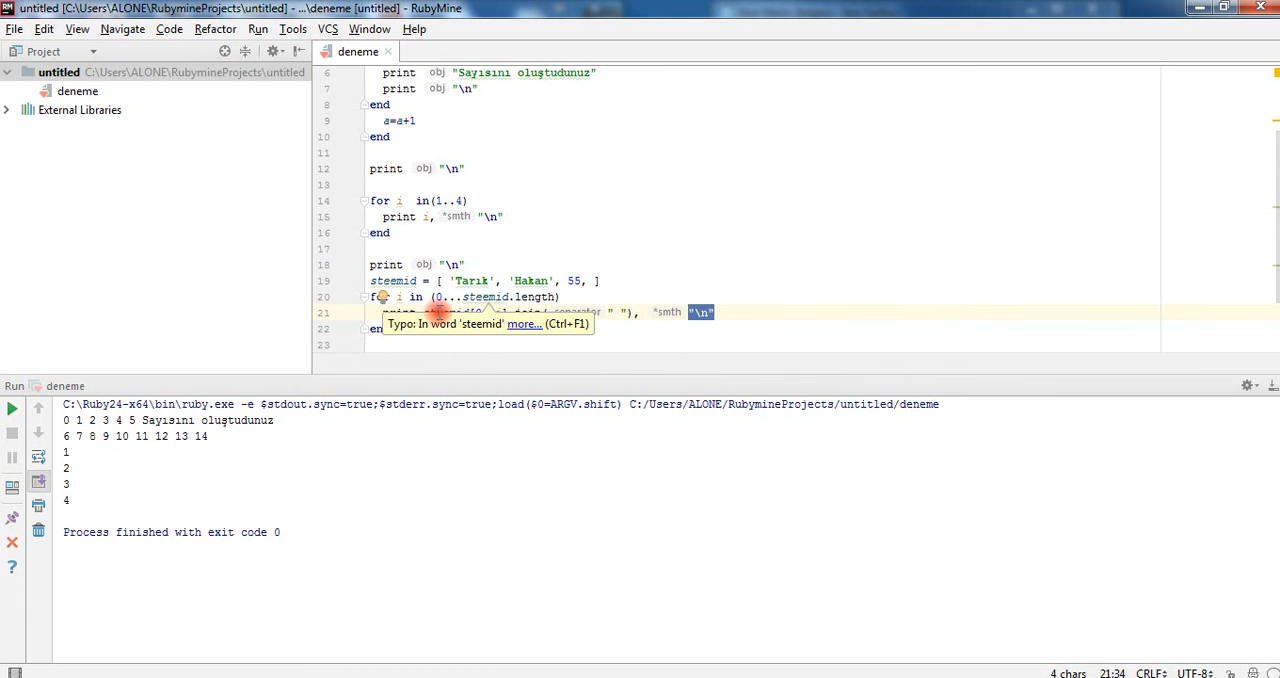 untitled [C:\Users\ALONE\RubymineProjects\untitled] - ...\deneme [untitled] - RubyMine
File Edit View Navigate Code Refactor Run Tools VCS Window Help
Project
deneme
untitled C:\Users\ALONE\RubymineProjects\untitled
deneme
External Libraries
6 print obj "Sayısını oluştudunuz"
7 print obj "\n"
8 end
9 a=a+1
10 end
11
12 print obj "\n"
13
14 for i in(1..4)
15 print i, *smth "\n"
16 end
17
18 print obj "\n"
19 steemid = [ 'Tarık', 'Hakan', 55, ]
20 for i in (0...steemid.length)
21 " "), *smth "\n"
22
23
Typo: In word 'steemid' more... (Ctrl+F1)
Run deneme
C:\Ruby24-x64\bin\ruby.exe -e $stdout.sync=true;$stderr.sync=true;load($0=ARGV.shift) C:/Users/ALONE/RubymineProjects/untitled/deneme
0 1 2 3 4 5 Sayısını oluştudunuz
6 7 8 9 10 11 12 13 14
1
2
3
4
Process finished with exit code 0
4 chars 21:34 CRLF UTF-8